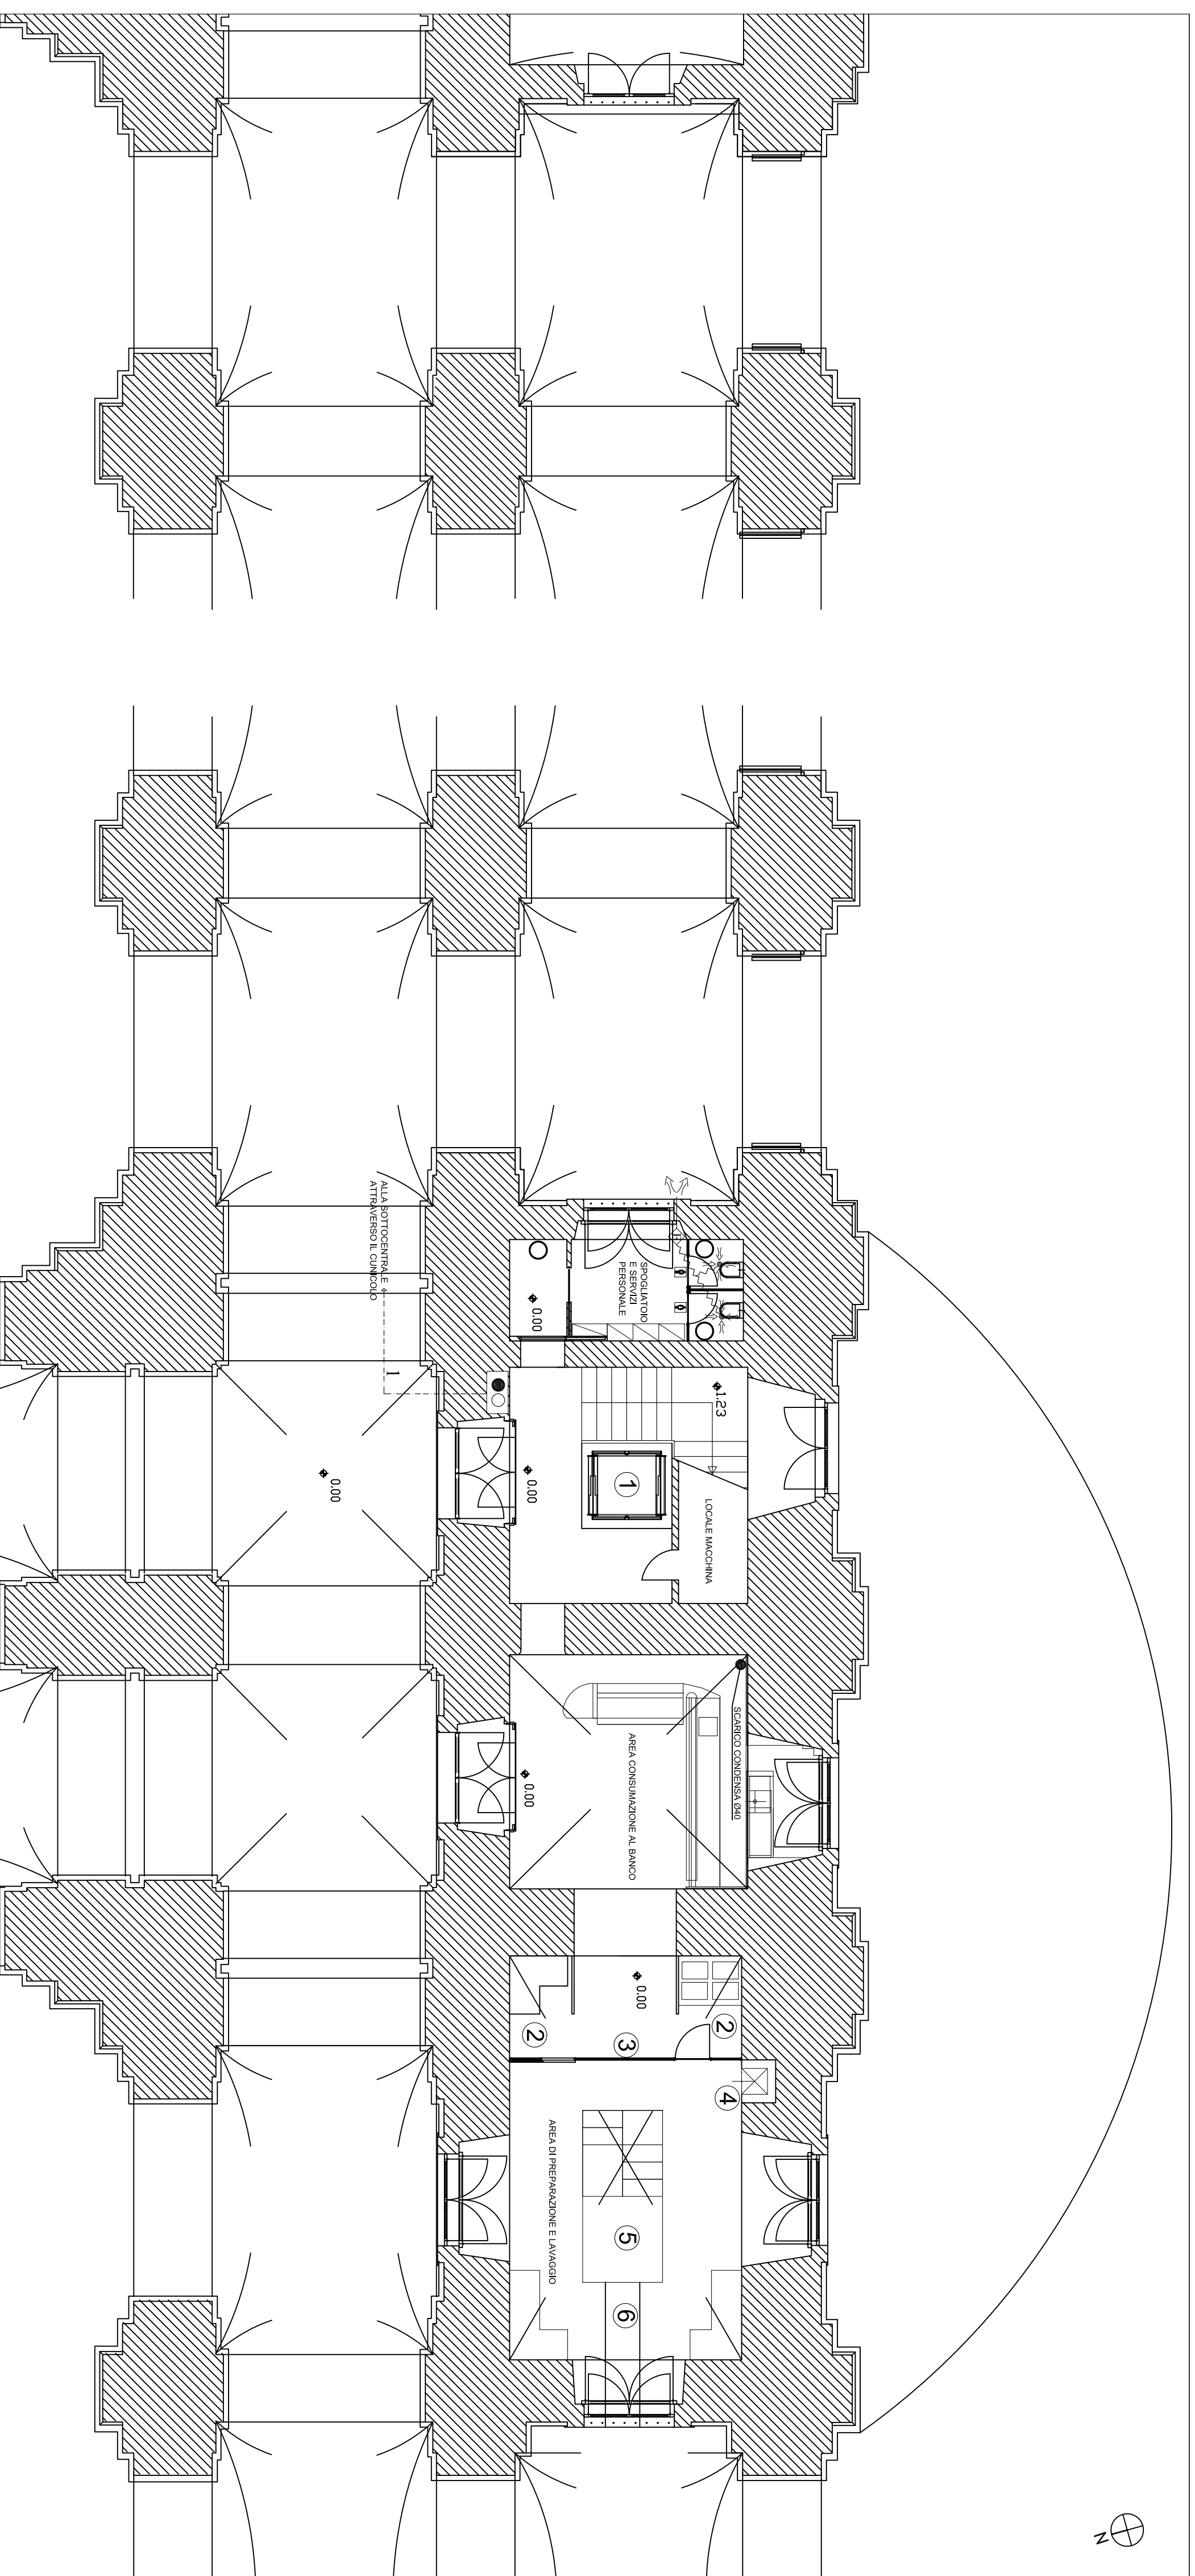 ALLA SOTTOCENTRALE
ATTRAVERSO IL CUNICOLO
1
SPOGLIATOIO
E SERVIZI
PERSONALE
0.00
1.23
1
LOCALE MACCHINA
0.00
0.00
SCARICO CONDENSA Ø40
AREA CONSUMAZIONE AL BANCO
0.00
0.00
2
3
2
4
AREA DI PREPARAZIONE E LAVAGGIO
5
6
N